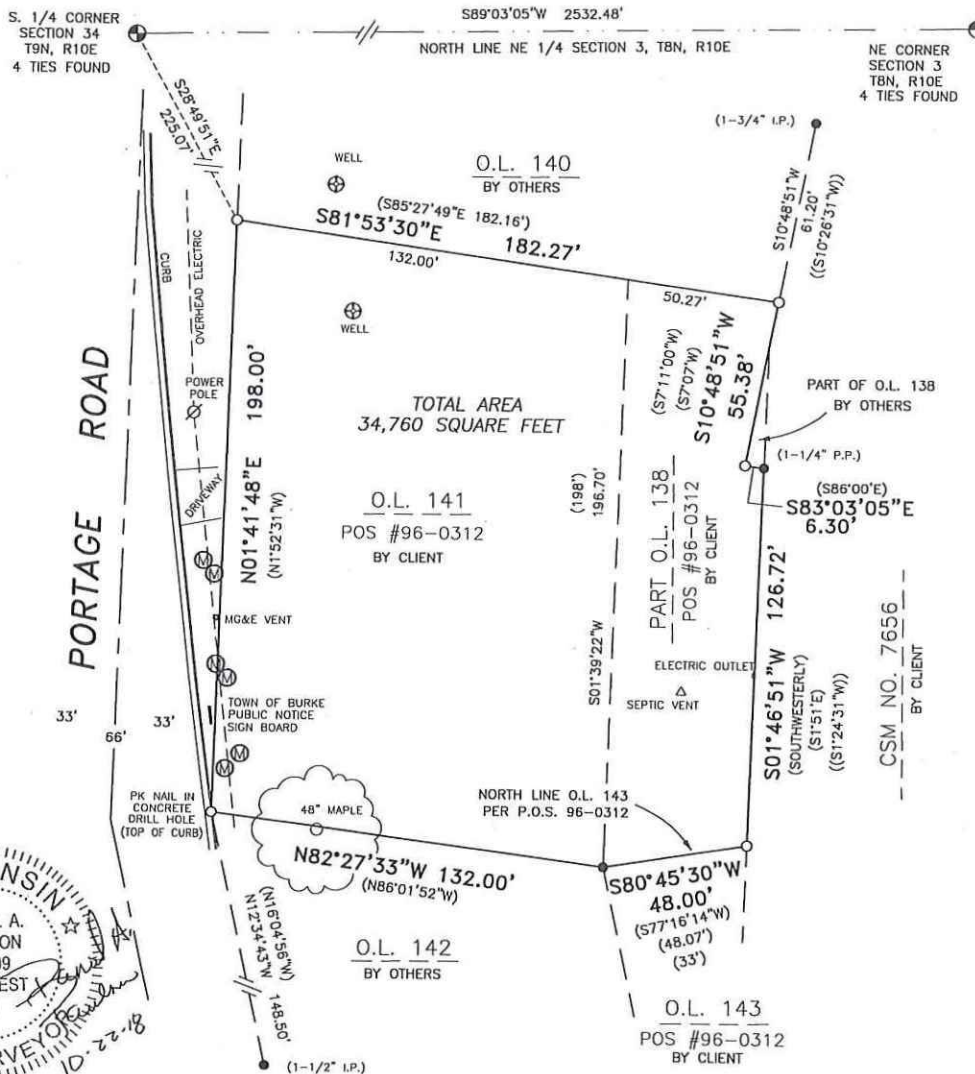 S. 1/4 CORNER
SECTION 34
T9N, R10E
4 TIES FOUND
S89°03'05"W 2532.48'
NORTH LINE NE 1/4 SECTION 3, T8N, R10E
NE CORNER
SECTION 3
T8N, R10E
4 TIES FOUND
S28°49'51"E
225.07'
(1-3/4" I.P.)
WELL
O.L. 140
BY OTHERS
(S85°27'49"E 182.16')
S81°53'30"E 182.27'
132.00'
50.27'
S10°48'51"W
61.20'
((S10°26'31"W))
CURB
OVERHEAD ELECTRIC
WELL
POWER
POLE
PORTAGE ROAD
N01°41'48"E 198.00'
(N1°52'31"W)
TOTAL AREA
34,760 SQUARE FEET
(S7°11'00"W)
(S7°07'W)
S10°48'51"W
55.38'
PART OF O.L. 138
BY OTHERS
(1-1/4" P.P.)
(S86°00'E)
S83°03'05"E
6.30'
DRIVEWAY
O.L. 141
POS #96-0312
BY CLIENT
(198')
196.70'
S01°39'22"W
PART O.L. 138
POS #96-0312
BY CLIENT
M
M
MG&E VENT
M
M
ELECTRIC OUTLET
SEPTIC VENT
S01°46'51"W 126.72'
(SOUTHWESTERLY)
(S1°51'E)
((S1°24'31"W))
CSM NO. 7656
BY CLIENT
TOWN OF BURKE
PUBLIC NOTICE
SIGN BOARD
33'
66'
33'
M
M
PK NAIL IN
CONCRETE
DRILL HOLE
(TOP OF CURB)
48" MAPLE
NORTH LINE O.L. 143
PER P.O.S. 96-0312
N82°27'33"W 132.00'
(N86°01'52"W)
S80°45'30"W
48.00'
(S77°16'14"W)
(48.07')
(33')
(N16°04'56"W)
N12°34'43"W 148.50'
O.L. 142
BY OTHERS
O.L. 143
POS #96-0312
BY CLIENT
(1-1/2" I.P.)
NSIN
A.
ON
09
EST
VEYOR